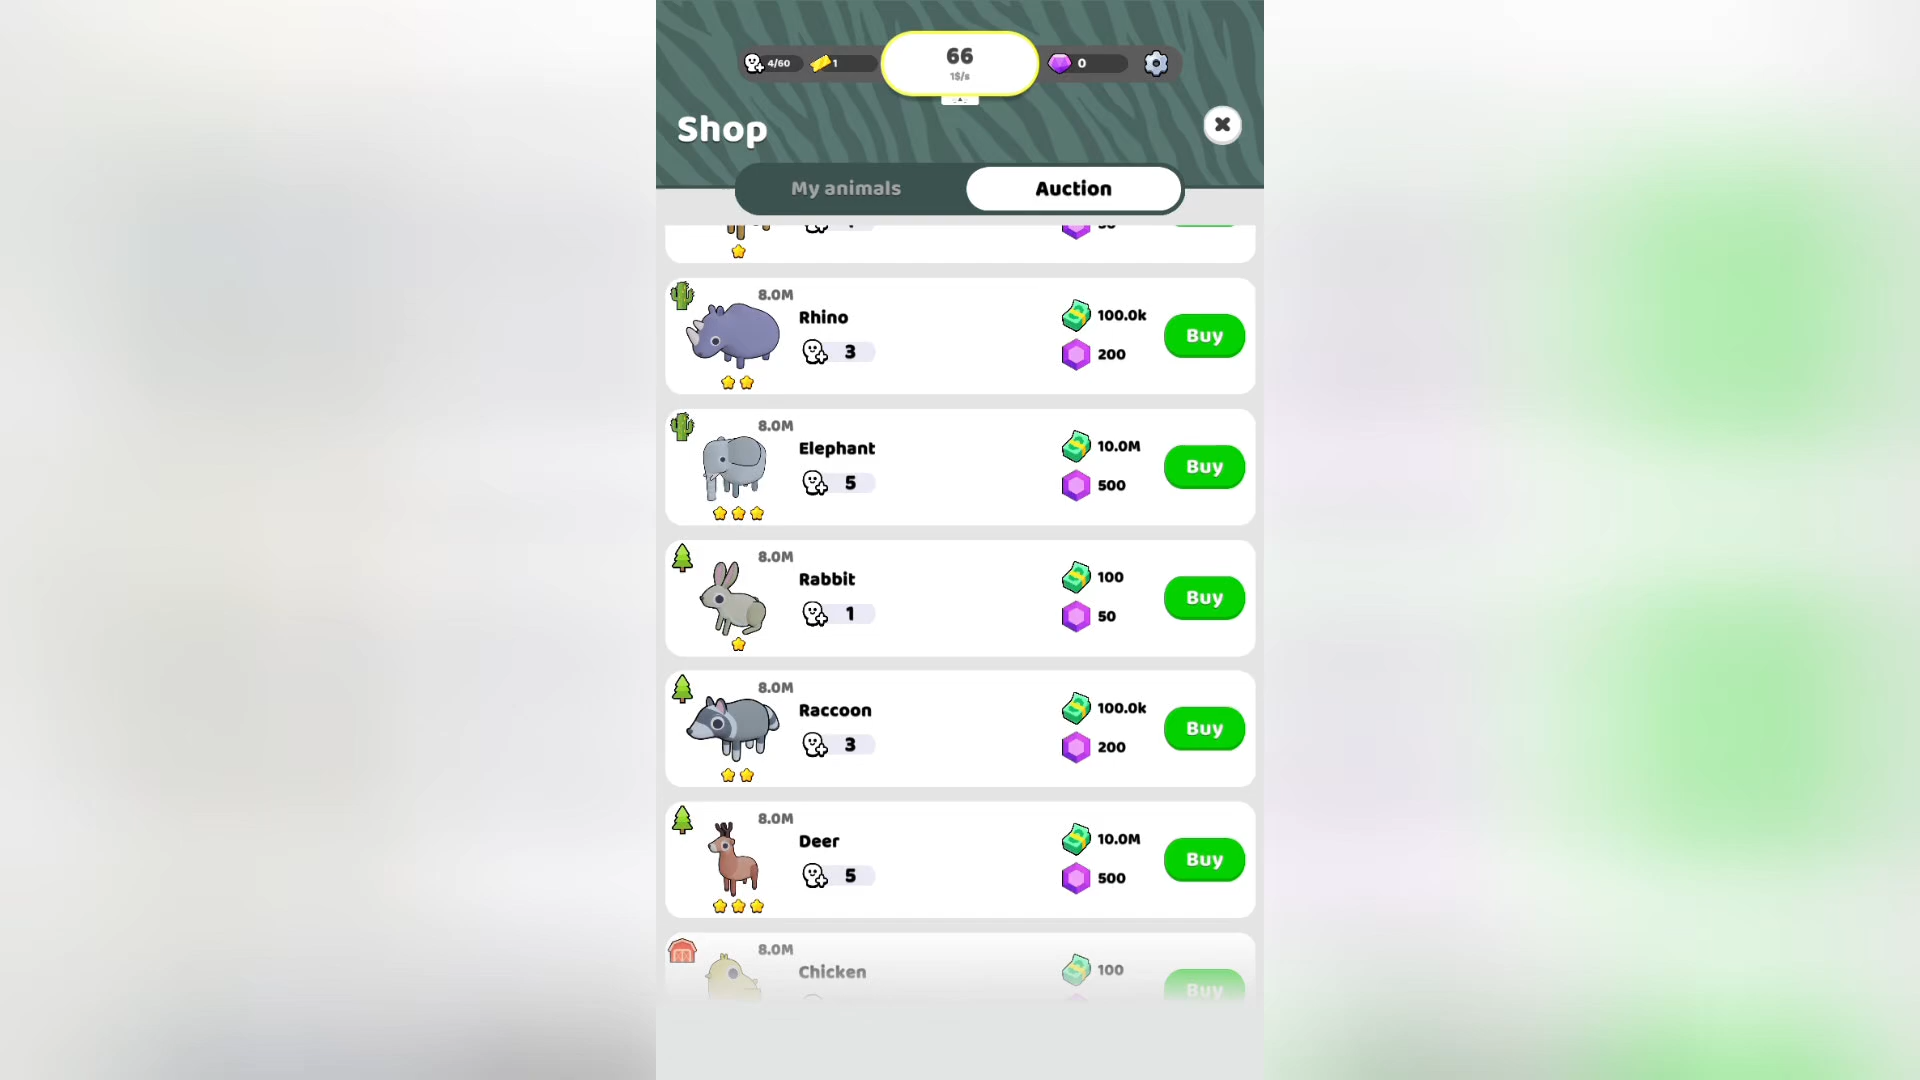 4/60
1
66
1$/s
0
Shop
My animals
Auction
8.0M
Rhino
3
100.0k
200
Buy
8.0M
Elephant
5
10.0M
500
Buy
8.0M
Rabbit
1
100
50
Buy
8.0M
Raccoon
3
100.0k
200
Buy
8.0M
Deer
5
10.0M
500
Buy
8.0M
Chicken
100
Buy